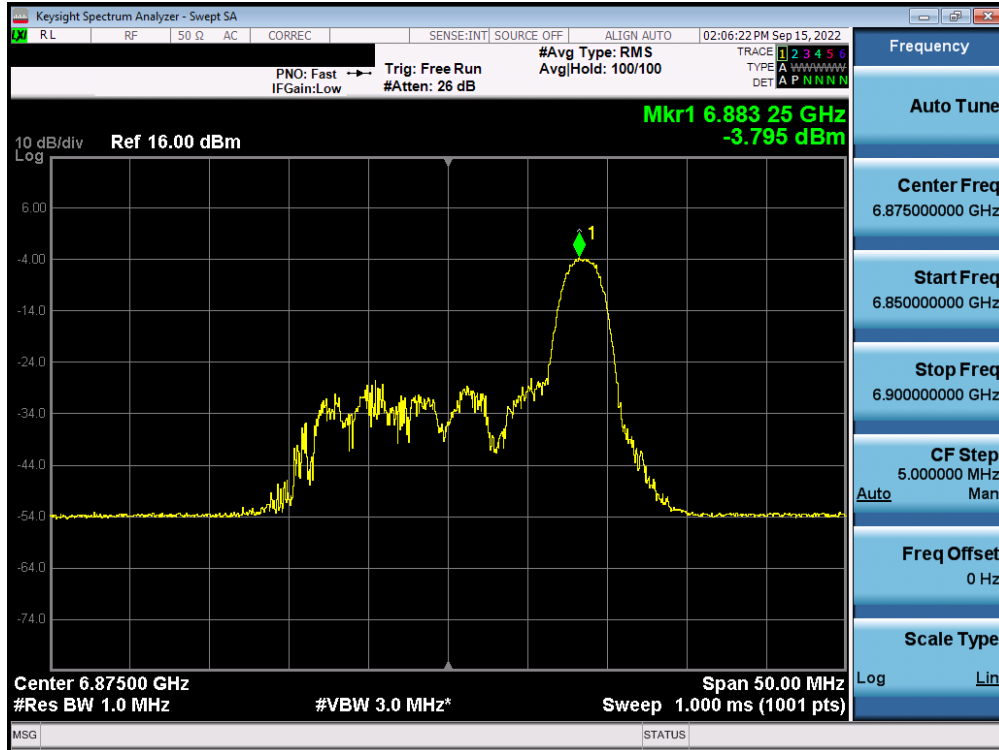 Keysight Spectrum Analyzer - Swept SA
LXI RL RF 50 Ω AC CORREC SENSE:INT SOURCE OFF ALIGN AUTO 02:06:22 PM Sep 15, 2022
PNO: Fast
IFGain:Low
Trig: Free Run
#Atten: 26 dB
#Avg Type: RMS
Avg|Hold: 100/100
TRACE 1 2 3 4 5 6
TYPE A WWWWW
DET A P N N N N
Mkr1 6.883 25 GHz
-3.795 dBm
10 dB/div Ref 16.00 dBm
Log
1
6.00
-4.00
-14.0
-24.0
-34.0
-44.0
-54.0
-64.0
-74.0
Center 6.87500 GHz Span 50.00 MHz
#Res BW 1.0 MHz #VBW 3.0 MHz* Sweep 1.000 ms (1001 pts)
MSG STATUS
Frequency
Auto Tune
Center Freq
6.875000000 GHz
Start Freq
6.850000000 GHz
Stop Freq
6.900000000 GHz
CF Step
5.000000 MHz
Auto Man
Freq Offset
0 Hz
Scale Type
Log Lin